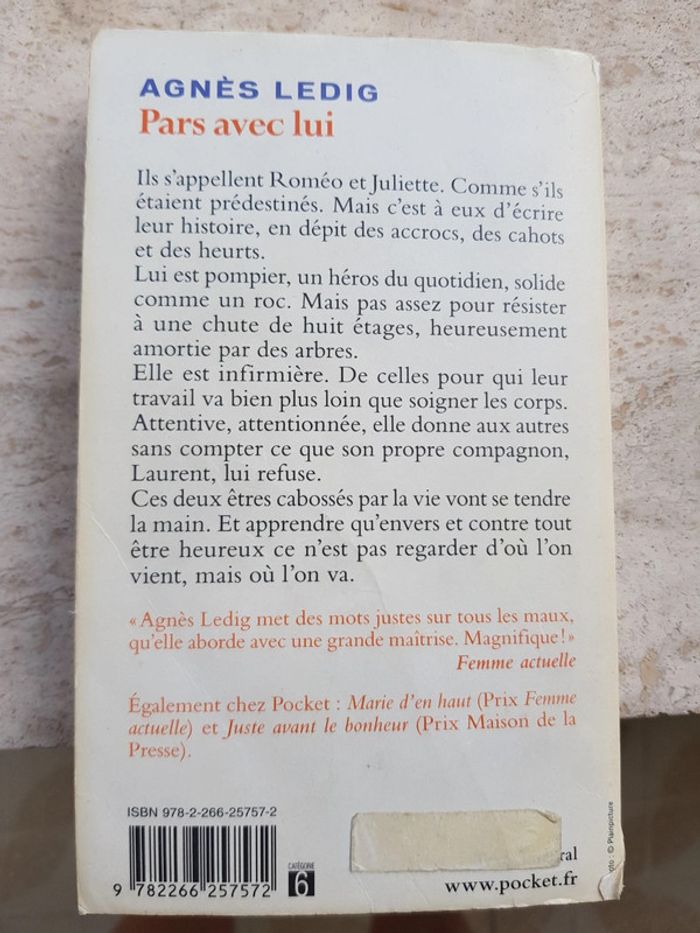 AGNÈS LEDIG
Pars avec lui
Ils s'appellent Roméo et Juliette. Comme s'ils
étaient prédestinés. Mais c'est à eux d'écrire
leur histoire, en dépit des accrocs, des cahots
et des heurts.
Lui est pompier, un héros du quotidien, solide
comme un roc. Mais pas assez pour résister
à une chute de huit étages, heureusement
amortie par des arbres.
Elle est infirmière. De celles pour qui leur
travail va bien plus loin que soigner les corps.
Attentive, attentionnée, elle donne aux autres
sans compter ce que son propre compagnon,
Laurent, lui refuse.
Ces deux êtres cabossés par la vie vont se tendre
la main. Et apprendre qu'envers et contre tout
être heureux ce n'est pas regarder d'où l'on
vient, mais où l'on va.
« Agnès Ledig met des mots justes sur tous les maux,
qu'elle aborde avec une grande maîtrise. Magnifique ! »
Femme actuelle
Également chez Pocket : Marie d'en haut (Prix Femme
actuelle) et Juste avant le bonheur (Prix Maison de la
Presse).
ISBN 978-2-266-25757-2
9 782266 257572
CATÉGORIE
6
www.pocket.fr
© Plainpicture